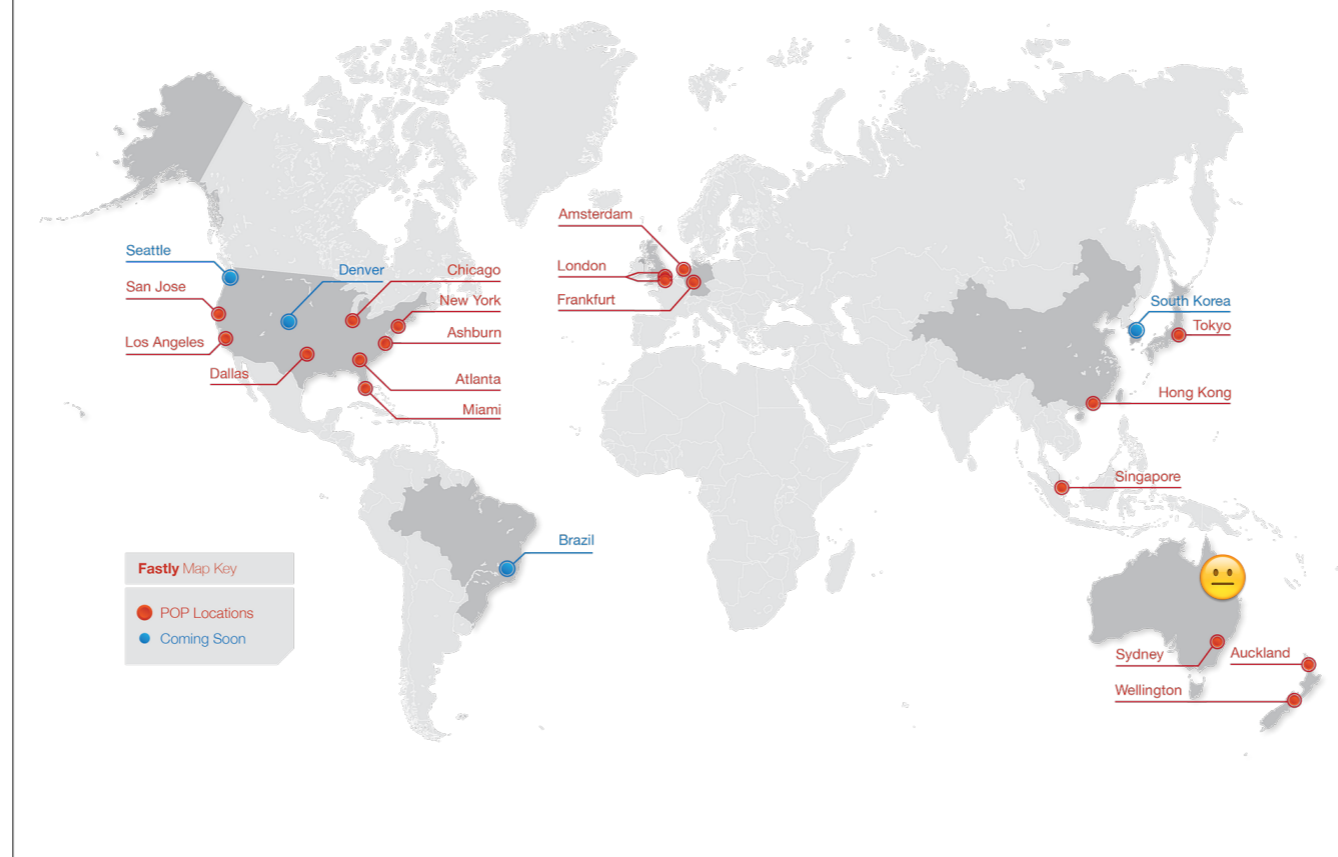 Amsterdam
Seattle
Denver
Chicago
London
San Jose
New York
Frankfurt
South Korea
Tokyo
Ashburn
Los Angeles
Dallas
Atlanta
Miami
Hong Kong
Singapore
Brazil
Fastly Map Key
POP Locations
Coming Soon
Sydney
Auckland
Wellington